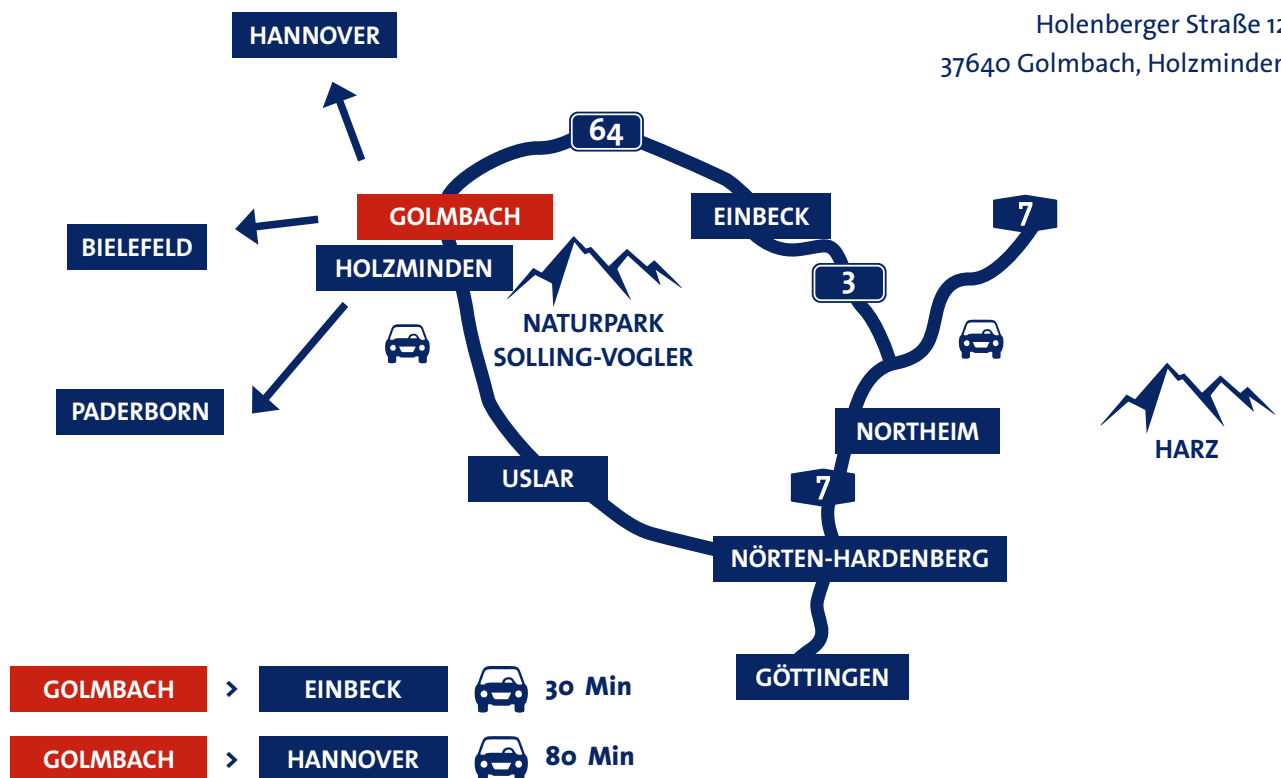 Holenberger Straße 12
37640 Golmbach, Holzminden
HANNOVER
64
GOLMBACH
EINBECK
7
BIELEFELD
HOLZMINDEN
3
NATURPARK
SOLLING-VOGLER
PADERBORN
NORTHEIM
HARZ
USLAR
7
NÖRTEN-HARDENBERG
GÖTTINGEN
GOLMBACH > EINBECK 30 Min
GOLMBACH > HANNOVER 80 Min